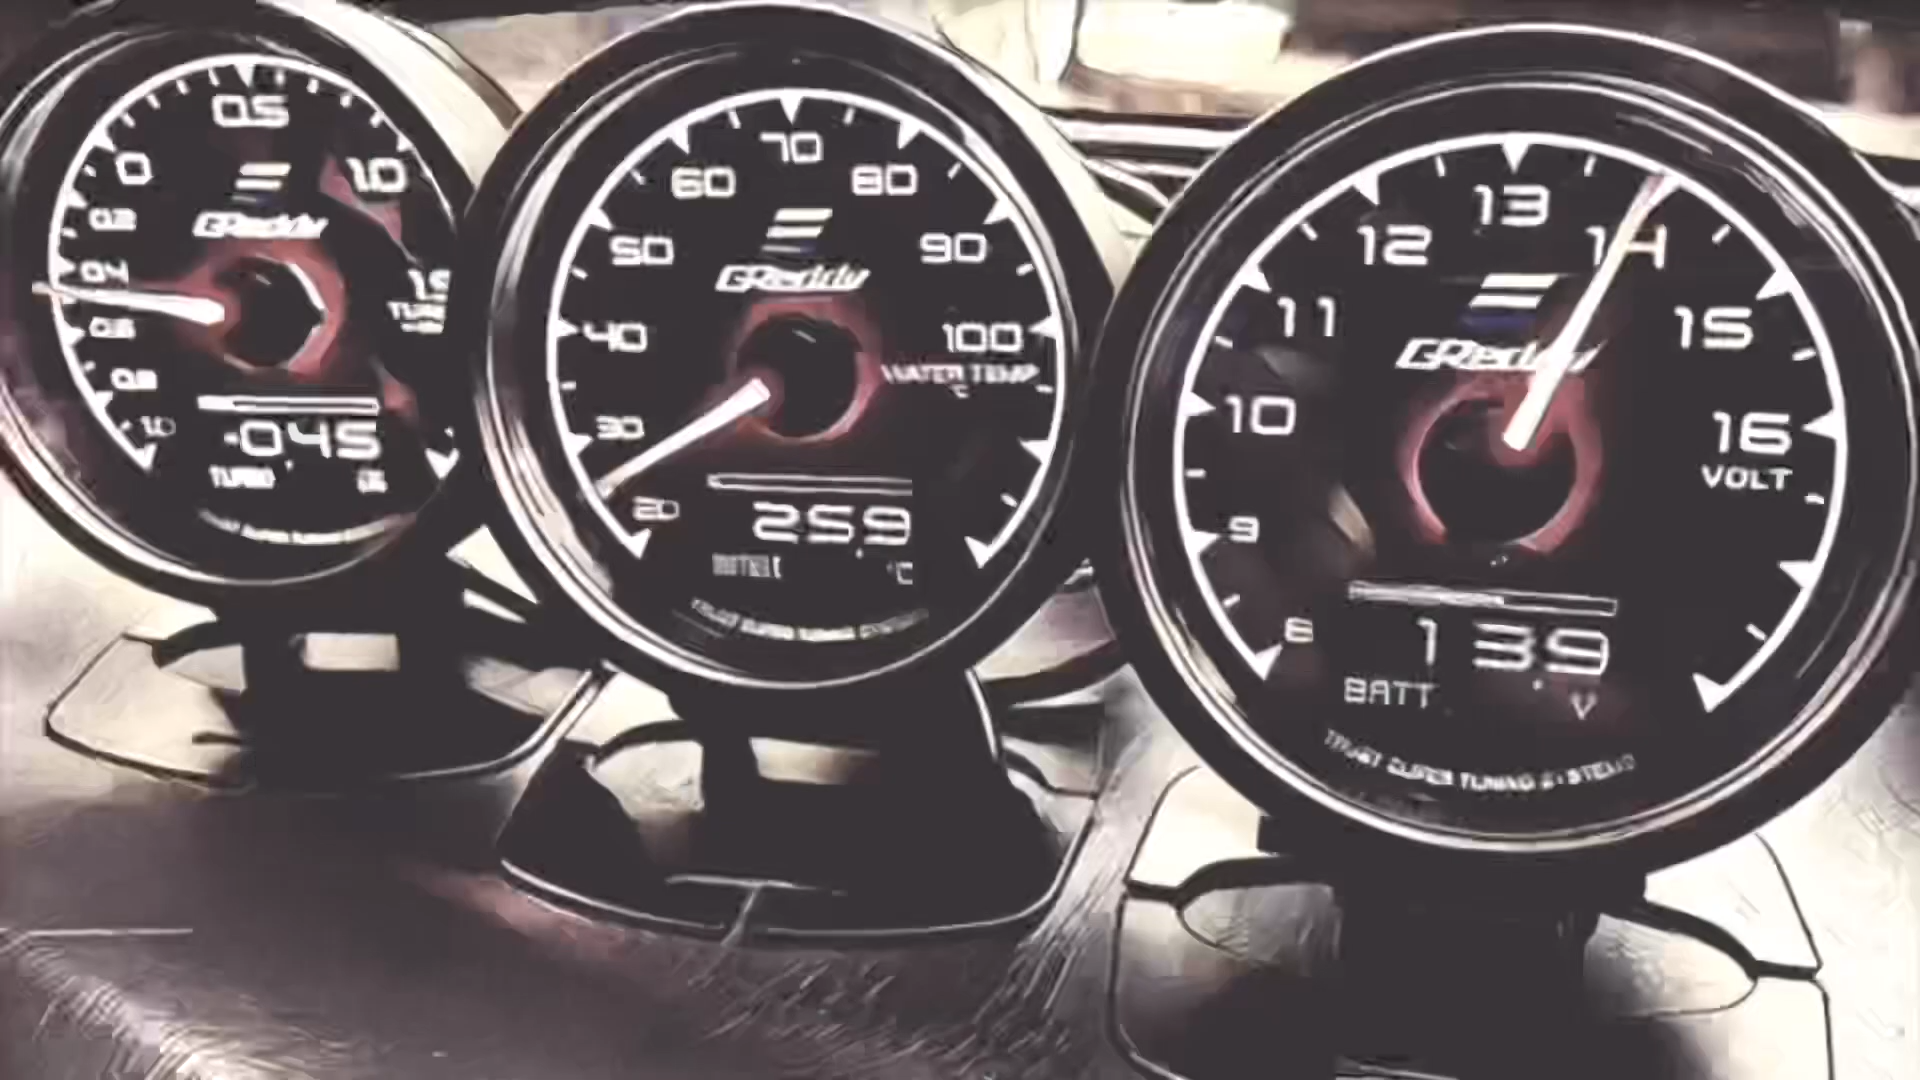 0.5
0
1.0
0.2
GReddy
0.4
0.6
0.8
1.0
-045
TURBO
70
60
80
50
90
GReddy
40
100
WATER TEMP
°C
30
20
25.9
°C
13
12
14
11
15
GReddy
10
16
VOLT
9
8
13.9
BATT
V
TRUST SUPER TUNING SYSTEMS